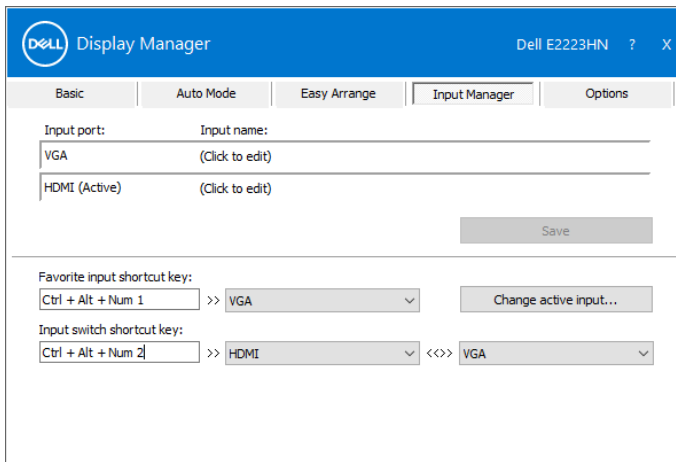 DELL Display Manager Dell E2223HN ? X
Basic Auto Mode Easy Arrange Input Manager Options
Input port: Input name:
VGA (Click to edit)
HDMI (Active) (Click to edit)
Save
Favorite input shortcut key:
Ctrl + Alt + Num 1 >> VGA Change active input...
Input switch shortcut key:
Ctrl + Alt + Num 2 >> HDMI <<>> VGA